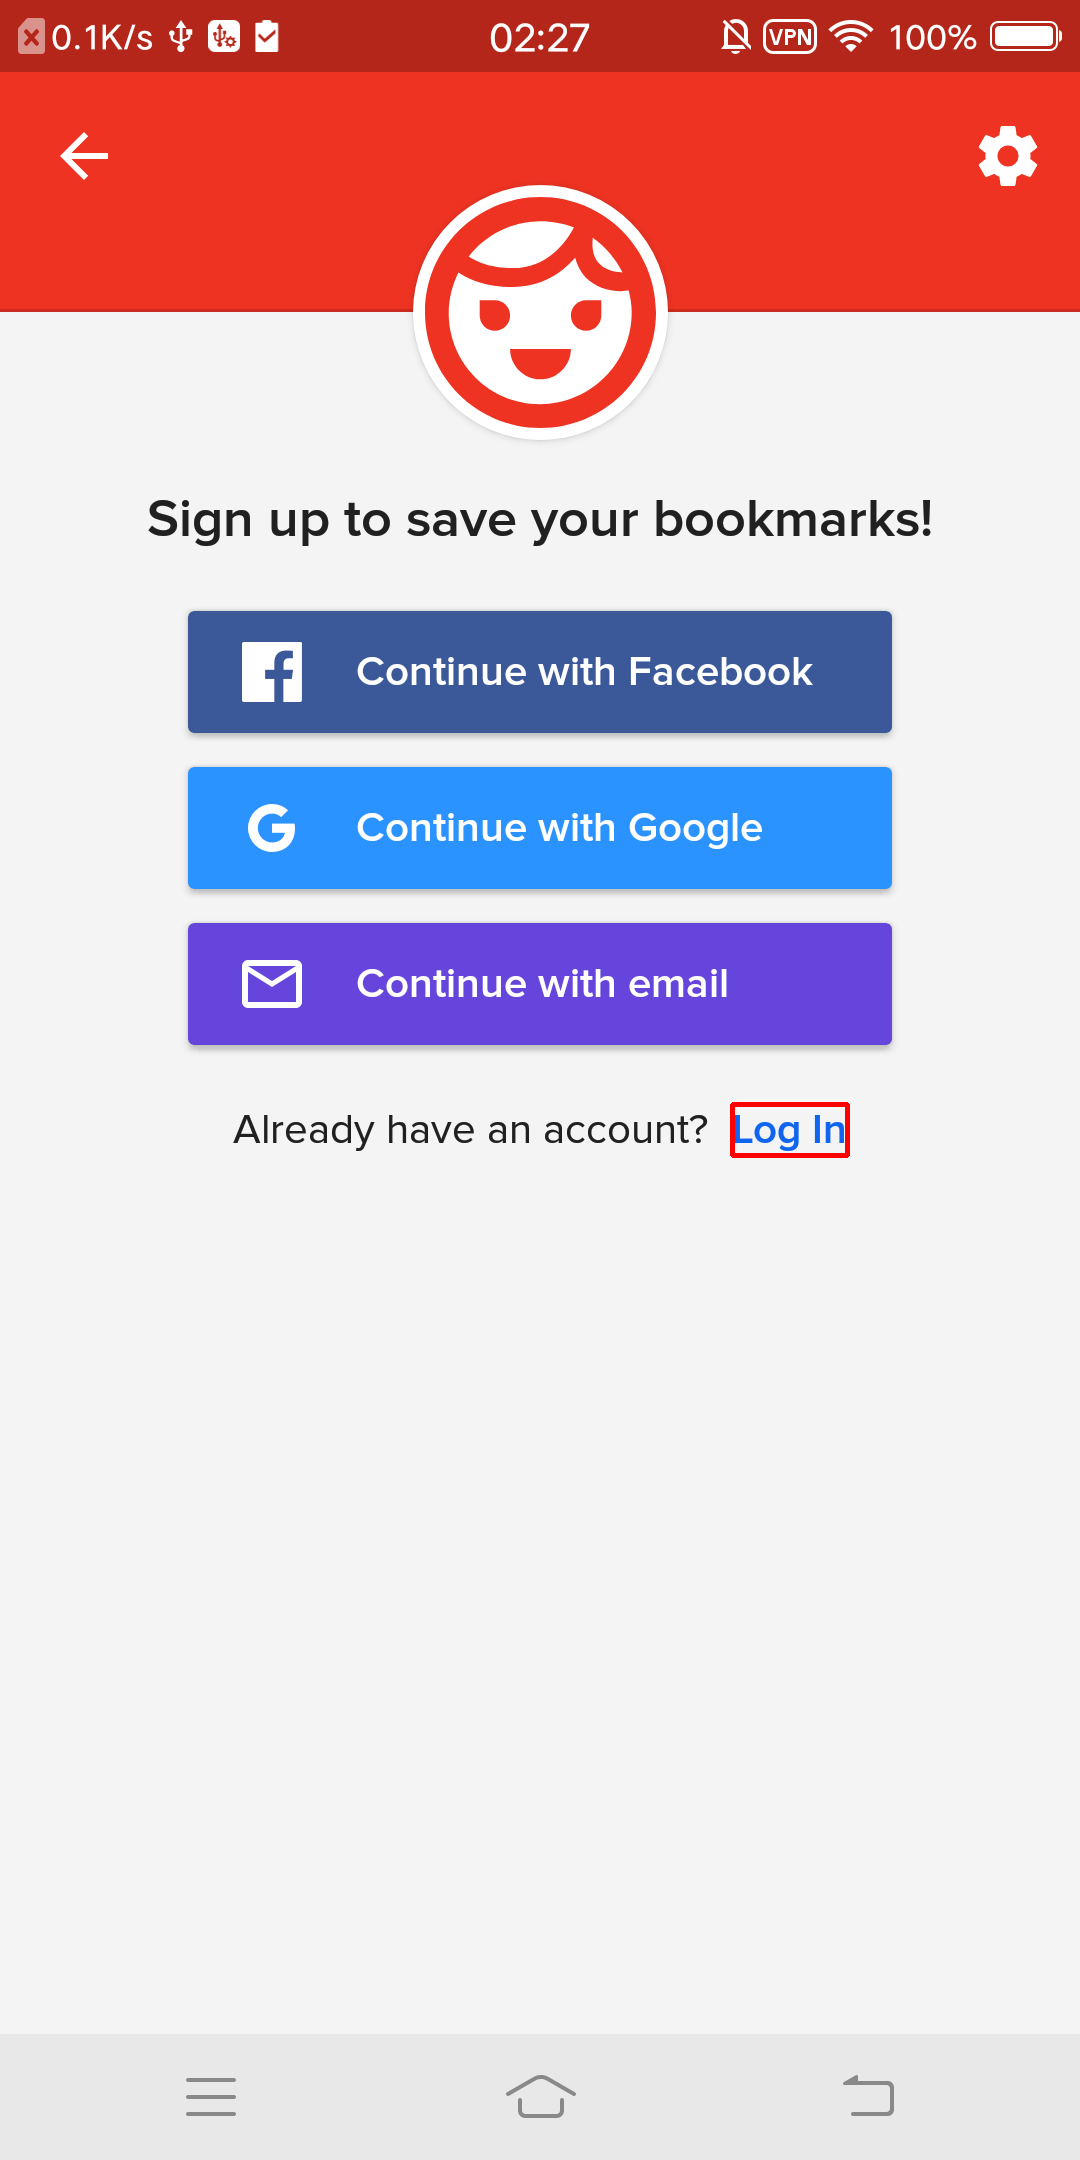 0.1K/s 02:27 VPN 100%
Sign up to save your bookmarks!
Continue with Facebook
Continue with Google
Continue with email
Already have an account? Log In